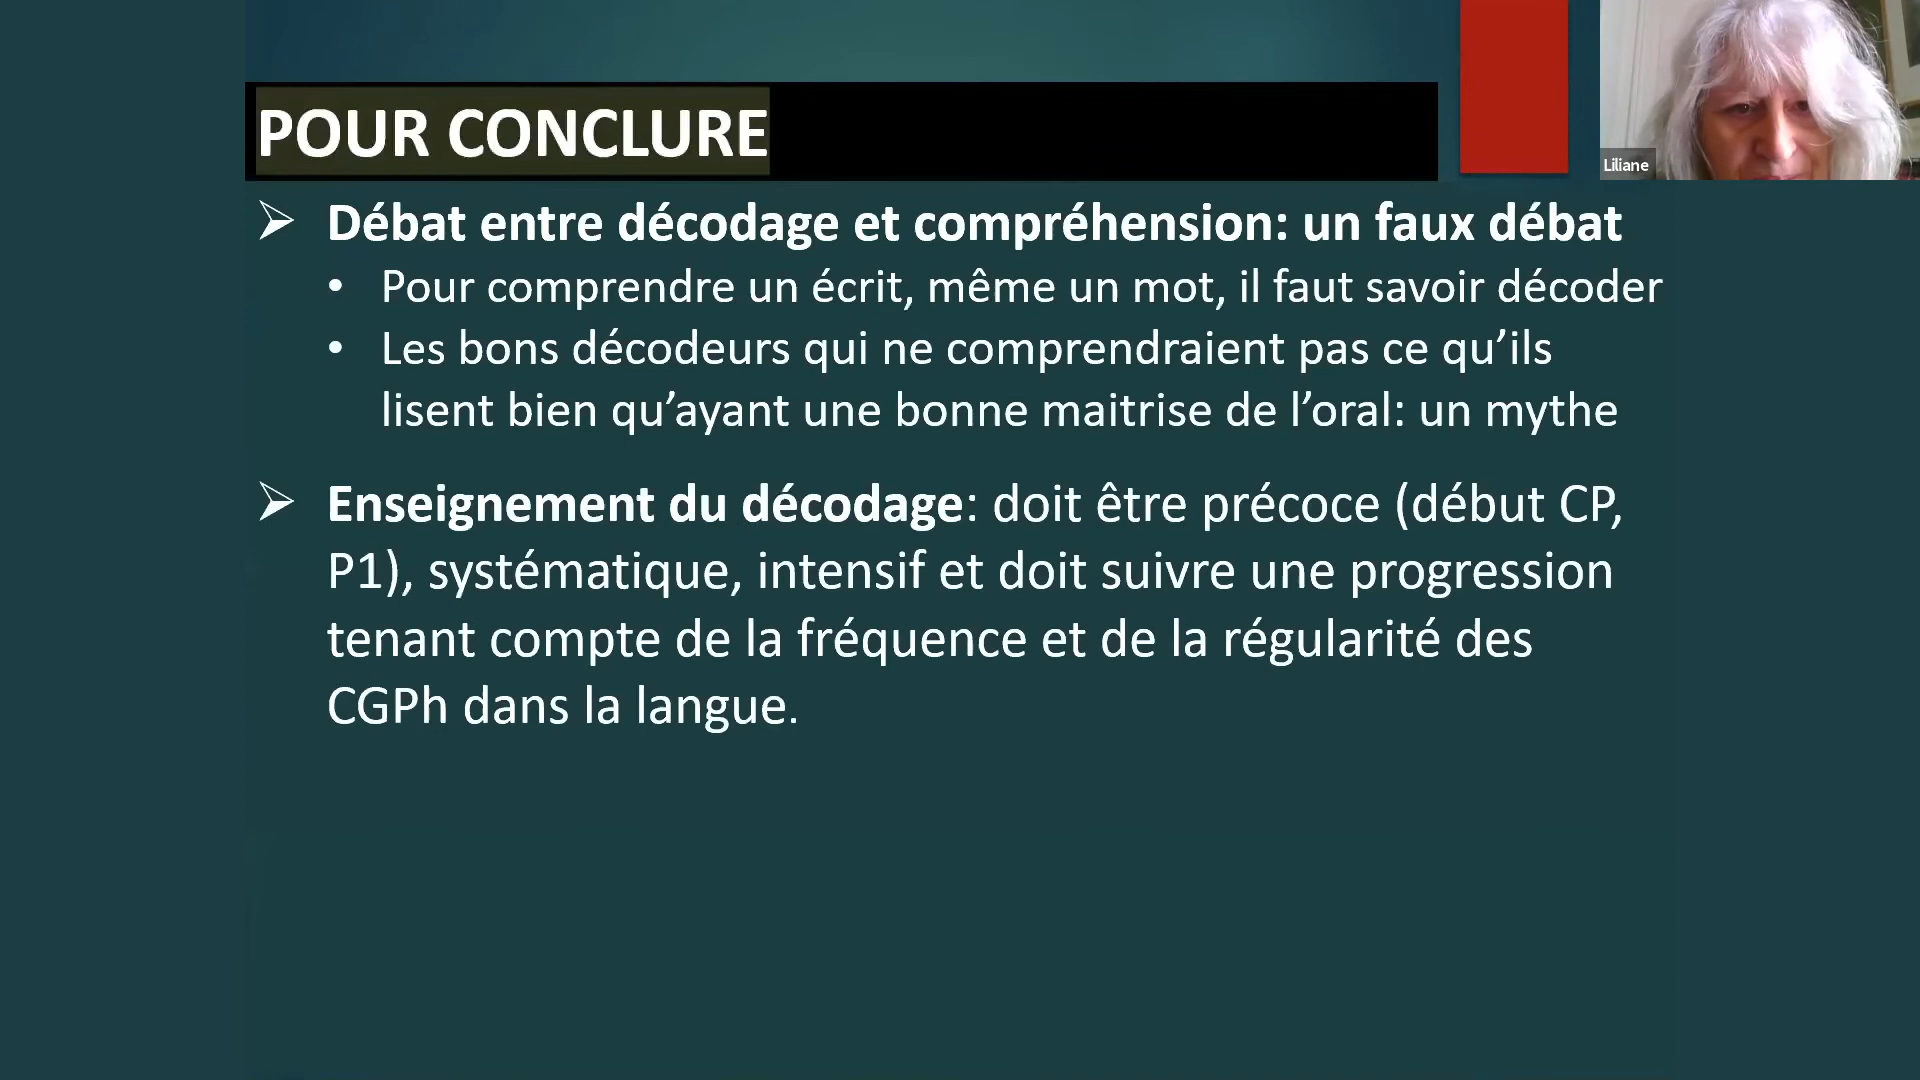 POUR CONCLURE
Liliane
➢ Débat entre décodage et compréhension: un faux débat
• Pour comprendre un écrit, même un mot, il faut savoir décoder
• Les bons décodeurs qui ne comprendraient pas ce qu’ils
lisent bien qu’ayant une bonne maitrise de l’oral: un mythe
➢ Enseignement du décodage: doit être précoce (début CP,
P1), systématique, intensif et doit suivre une progression
tenant compte de la fréquence et de la régularité des
CGPh dans la langue.